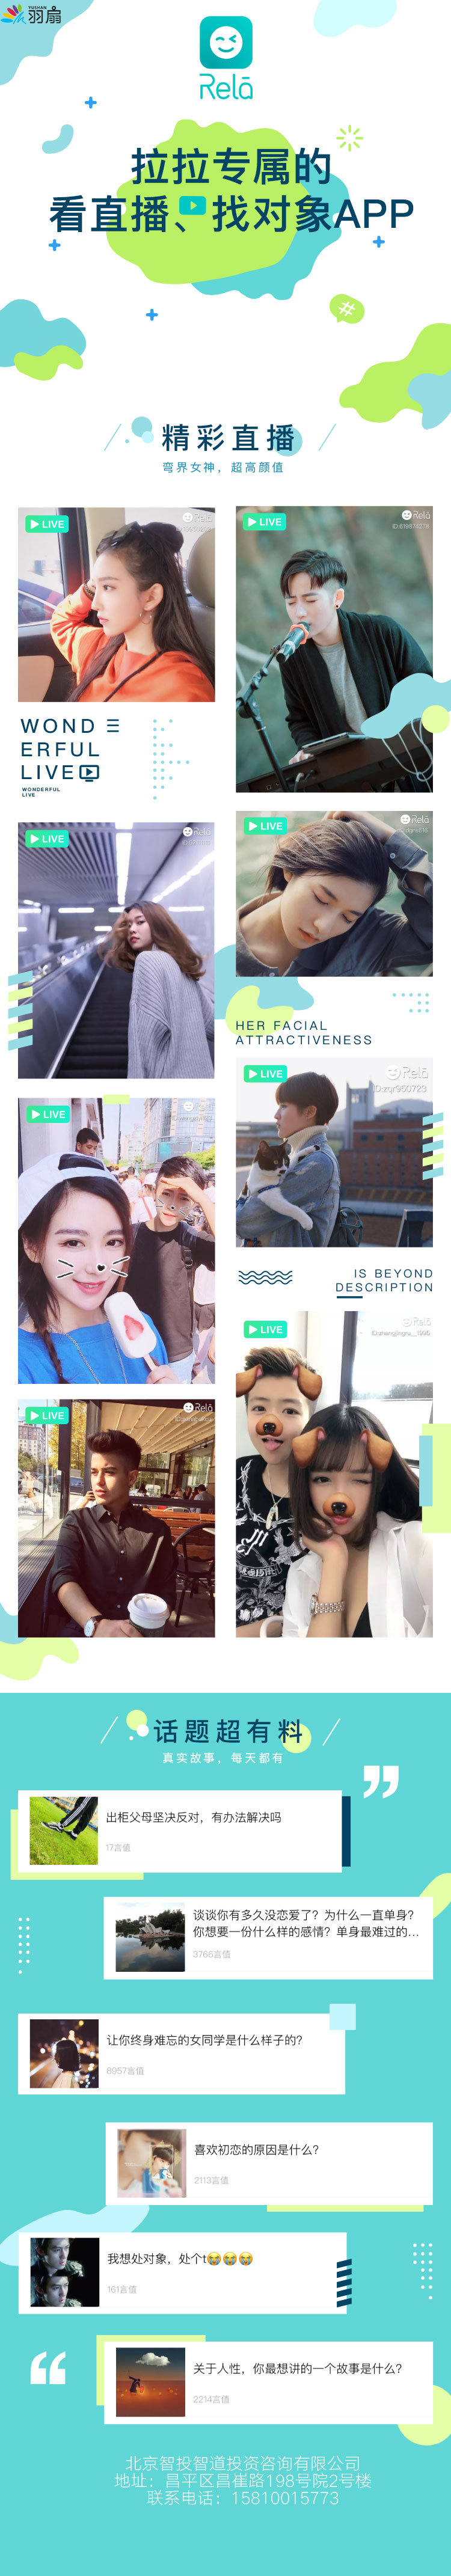 YUSHAN
羽扇
Relā
拉拉专属的
看直播、找对象APP
精彩直播
弯界女神，超高颜值
LIVE
Relā
LIVE
Relā
WOND
ERFUL
LIVE
WONDERFUL
LIVE
LIVE
Relā
LIVE
Relā
HER FACIAL
ATTRACTIVENESS
LIVE
Relā
ID:zqr960723
LIVE
Relā
IS BEYOND
DESCRIPTION
LIVE
Relā
ID:zhangjingru__1995
LIVE
Relā
话题超有料
真实故事，每天都有
出柜父母坚决反对，有办法解决吗
17言值
谈谈你有多久没恋爱了？为什么一直单身？
你想要一份什么样的感情？单身最难过的...
3766言值
让你终身难忘的女同学是什么样子的？
8957言值
喜欢初恋的原因是什么？
2113言值
我想处对象，处个t😭😭😭
161言值
关于人性，你最想讲的一个故事是什么？
2214言值
北京智投智道投资咨询有限公司
地址：昌平区昌崔路198号院2号楼
联系电话：15810015773